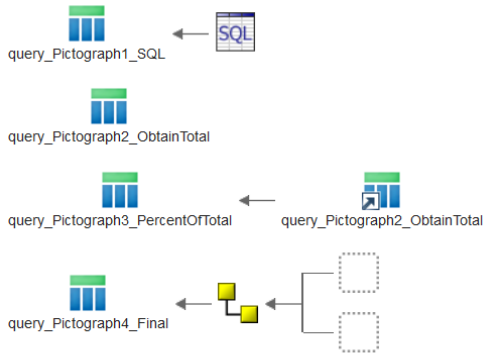 SQL
query_Pictograph1_SQL
query_Pictograph2_ObtainTotal
query_Pictograph3_PercentOfTotal
query_Pictograph2_ObtainTotal
query_Pictograph4_Final